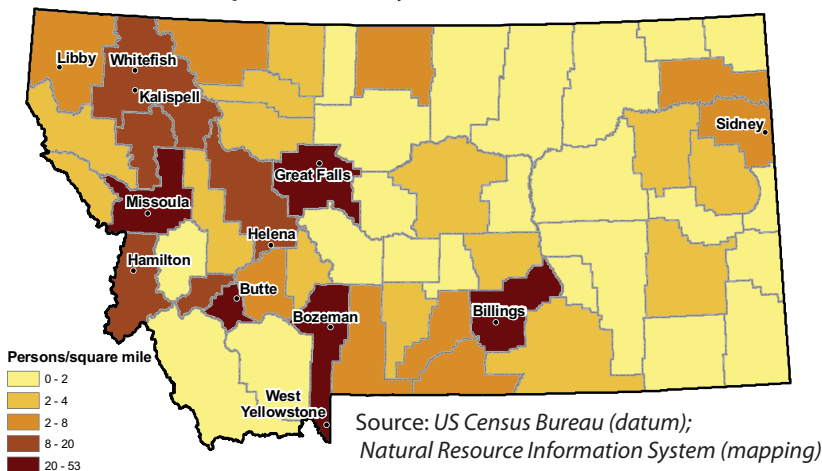 Libby
Whitefish
Kalispell
Sidney
Great Falls
Missoula
Helena
Hamilton
Butte
Bozeman
Billings
West
Yellowstone
Persons/square mile
0 - 2
2 - 4
2 - 8
8 - 20
20 - 53
Source: US Census Bureau (datum);
Natural Resource Information System (mapping)